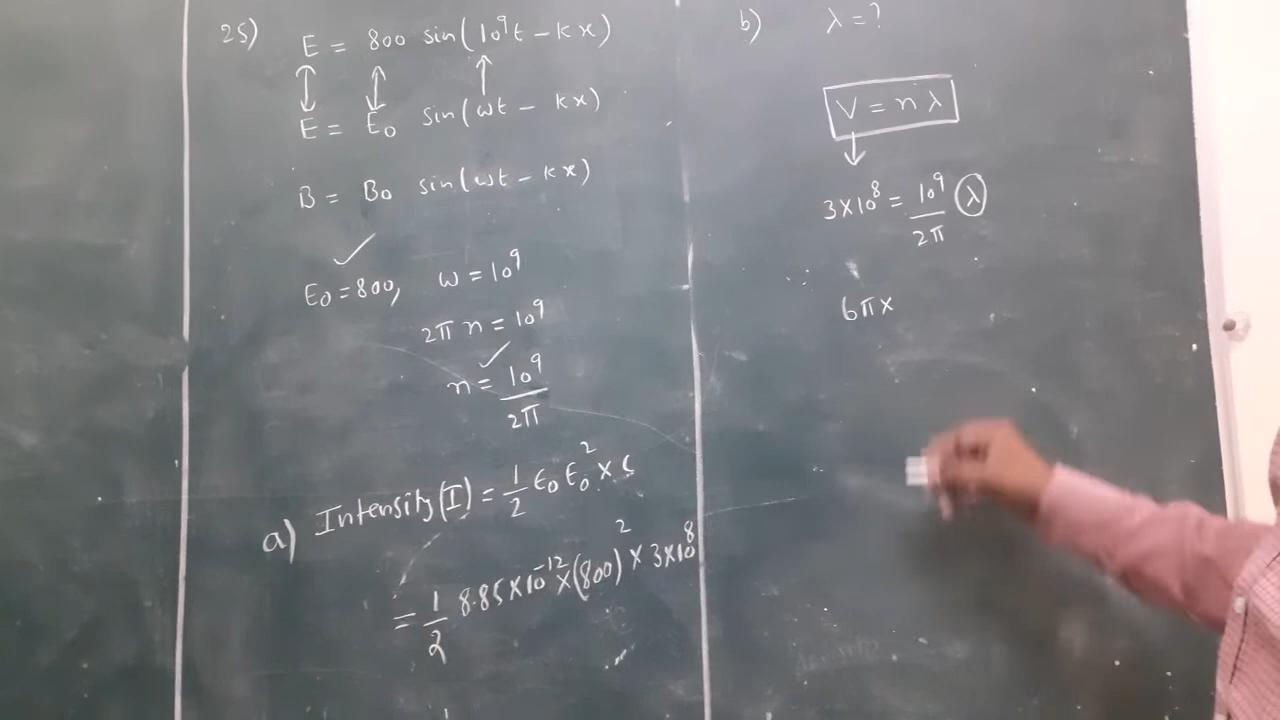 25) E = 800 sin(10⁹t − kx)
E = E₀ sin(ωt − kx)
B = B₀ sin(ωt − kx)
E₀ = 800, ω = 10⁹
2π n = 10⁹
n = 10⁹/2π
a) Intensity(I) = 1/2 ϵ₀ E₀² × c
= 1/2 8.85×10⁻¹² × (800)² × 3×10⁸
b) λ = ?
V = n λ
3×10⁸ = 10⁹/2π λ
6π×